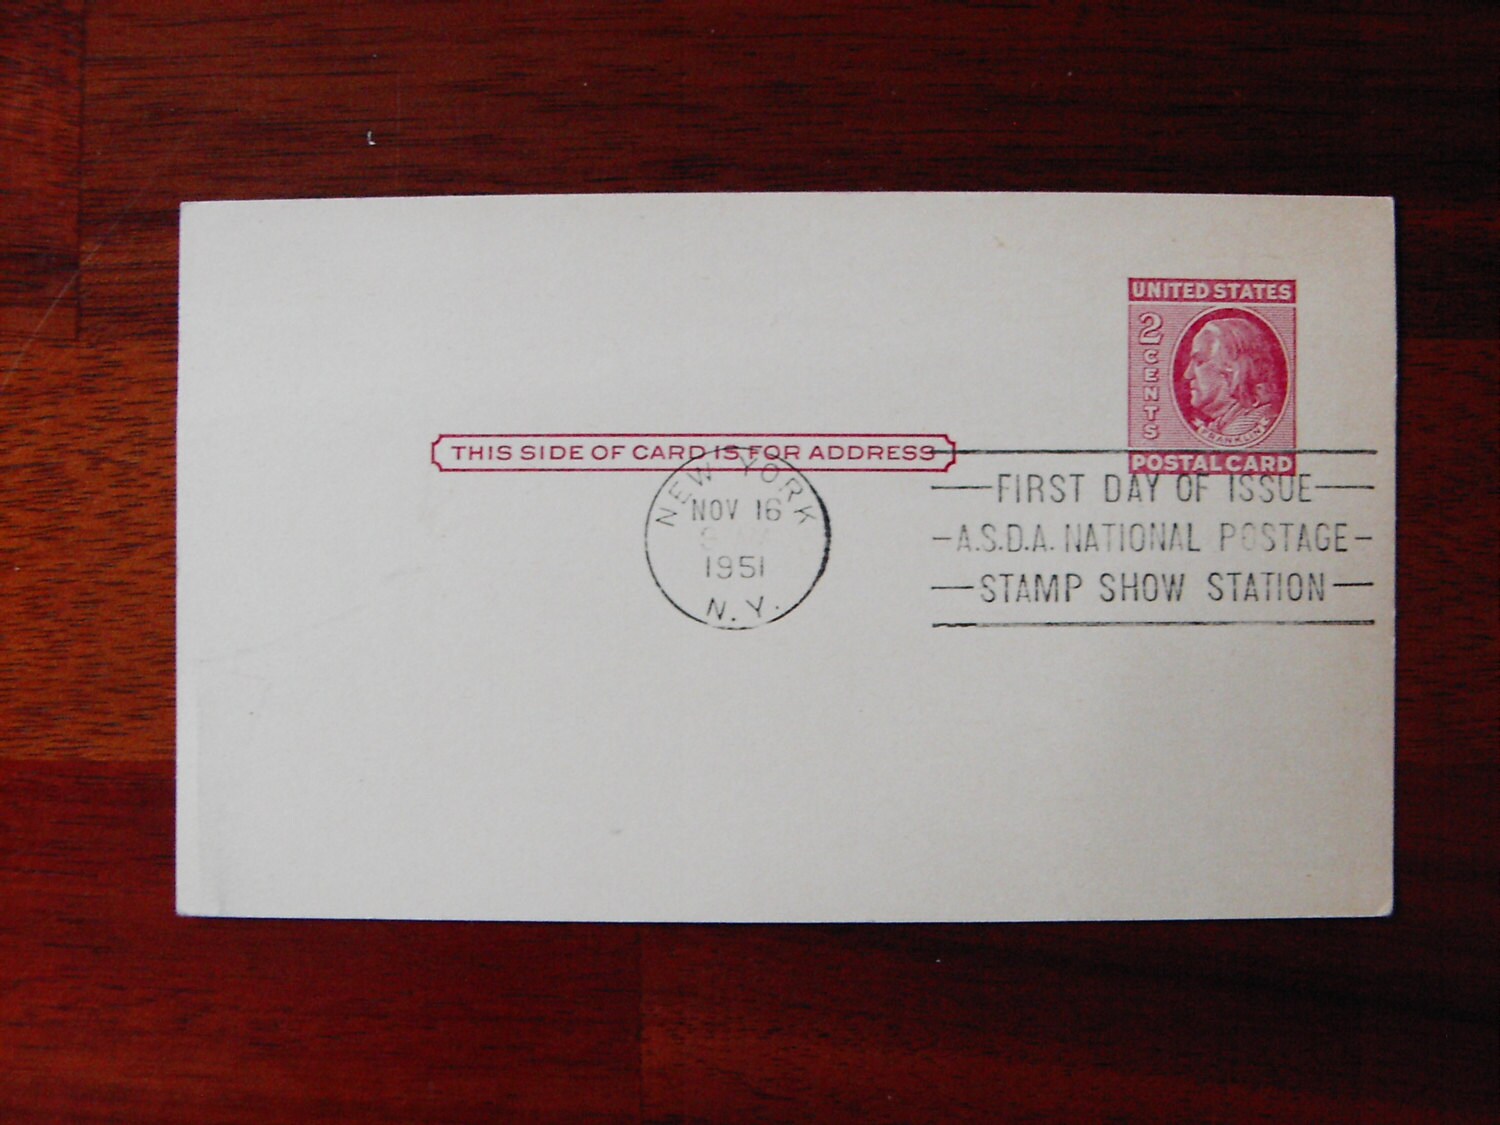 UNITED STATES
2 CENTS
FRANKLIN
POSTAL CARD
THIS SIDE OF CARD IS FOR ADDRESS
NEW YORK
NOV 16
1951
N.Y.
FIRST DAY OF ISSUE
A.S.D.A. NATIONAL POSTAGE
STAMP SHOW STATION